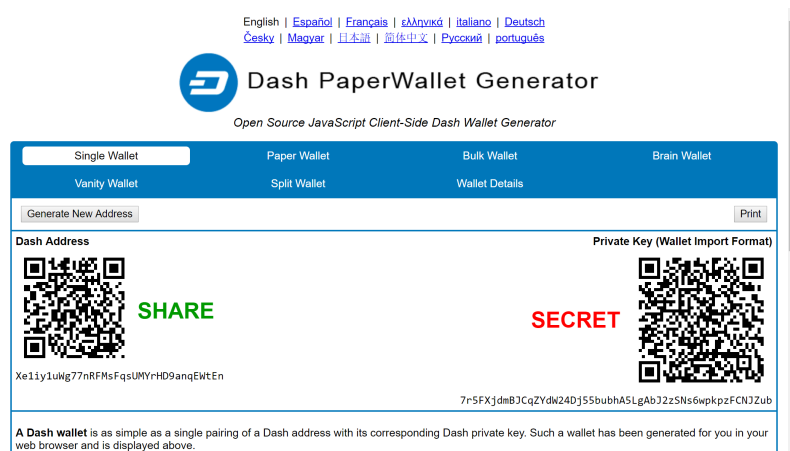 English | Español | Français | ελληνικά | italiano | Deutsch
Česky | Magyar | 日本語 | 简体中文 | Русский | português
Dash PaperWallet Generator
Open Source JavaScript Client-Side Dash Wallet Generator
Single Wallet Paper Wallet Bulk Wallet Brain Wallet
Vanity Wallet Split Wallet Wallet Details
Generate New Address Print
Dash Address Private Key (Wallet Import Format)
SHARE
SECRET
Xe1iy1uWg77nRFMsFqsUMYrHD9anqEWtEn
7r5FXjdmBJCqZYdW24Dj55bubhA5LgAbJ2zSNs6wpkpzFCNJZub
A Dash wallet is as simple as a single pairing of a Dash address with its corresponding Dash private key. Such a wallet has been generated for you in your
web browser and is displayed above.